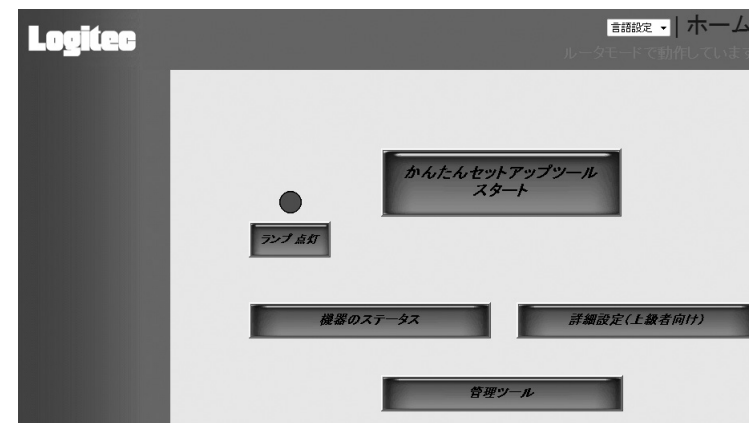 Logitec
言語設定 | ホーム
ルータモードで動作しています
かんたんセットアップツール
スタート
ランプ 点灯
機器のステータス
詳細設定(上級者向け)
管理ツール